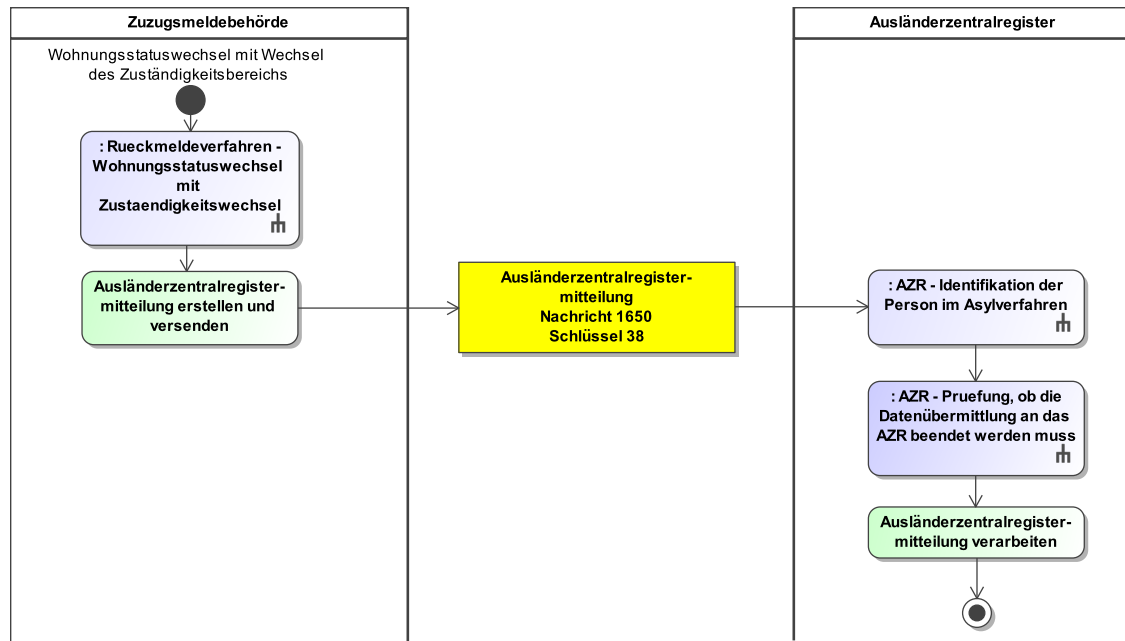 Zuzugsmeldebehörde
Wohnungsstatuswechsel mit Wechsel
des Zuständigkeitsbereichs
: Rueckmeldeverfahren -
Wohnungsstatuswechsel
mit
Zustaendigkeitswechsel
Ausländerzentralregister-
mitteilung erstellen und
versenden
Ausländerzentralregister-
mitteilung
Nachricht 1650
Schlüssel 38
Ausländerzentralregister
: AZR - Identifikation der
Person im Asylverfahren
: AZR - Pruefung, ob die
Datenübermittlung an das
AZR beendet werden muss
Ausländerzentralregister-
mitteilung verarbeiten